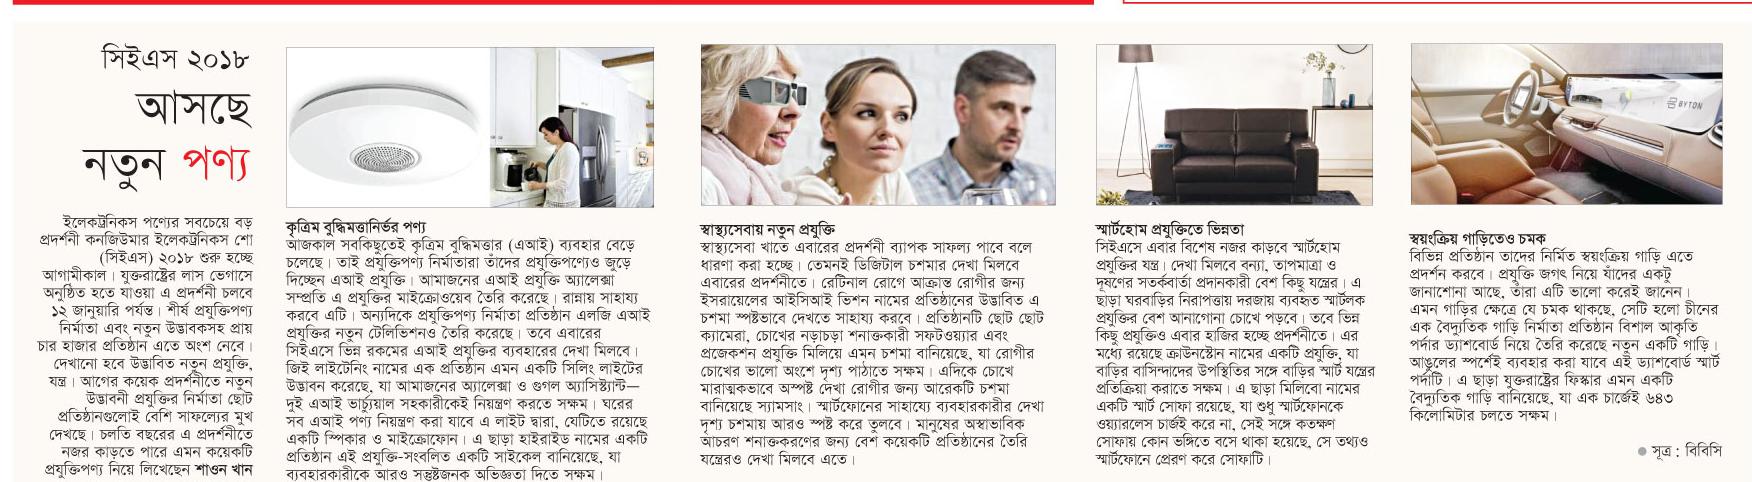 সিইএস ২০১৮
আসছে
নতুন পণ্য
ইলেকট্রনিকস পণ্যের সবচেয়ে বড়
প্রদর্শনী কনজিউমার ইলেকট্রনিকস শো
(সিইএস) ২০১৮ শুরু হচ্ছে
আগামীকাল। যুক্তরাষ্ট্রের লাস ভেগাসে
অনুষ্ঠিত হতে যাওয়া এ প্রদর্শনী চলবে
১২ জানুয়ারি পর্যন্ত। শীর্ষ প্রযুক্তিপণ্য
নির্মাতা এবং নতুন উদ্ভাবকসহ প্রায়
চার হাজার প্রতিষ্ঠান এতে অংশ নেবে।
দেখানো হবে উদ্ভাবিত নতুন প্রযুক্তি,
যন্ত্র। আগের কয়েক প্রদর্শনীতে নতুন
উদ্ভাবনী প্রযুক্তির নির্মাতা ছোট
প্রতিষ্ঠানগুলোই বেশি সাফল্যের মুখ
দেখছে। চলতি বছরের এ প্রদর্শনীতে
নজর কাড়তে পারে এমন কয়েকটি
প্রযুক্তিপণ্য নিয়ে লিখেছেন শাওন খান
কৃত্রিম বুদ্ধিমত্তানির্ভর পণ্য
আজকাল সবকিছুতেই কৃত্রিম বুদ্ধিমত্তার (এআই) ব্যবহার বেড়ে
চলেছে। তাই প্রযুক্তিপণ্য নির্মাতারা তাঁদের প্রযুক্তিপণ্যেও জুড়ে
দিচ্ছেন এআই প্রযুক্তি। আমাজনের এআই প্রযুক্তি অ্যালেক্সা
সম্প্রতি এ প্রযুক্তির মাইক্রোওয়েব তৈরি করেছে। রান্নায় সাহায্য
করবে এটি। অন্যদিকে প্রযুক্তিপণ্য নির্মাতা প্রতিষ্ঠান এলজি এআই
প্রযুক্তির নতুন টেলিভিশনও তৈরি করেছে। তবে এবারের
সিইএসে ভিন্ন রকমের এআই প্রযুক্তির ব্যবহারের দেখা মিলবে।
জিই লাইটেনিং নামের এক প্রতিষ্ঠান এমন একটি সিলিং লাইটের
উদ্ভাবন করেছে, যা আমাজনের অ্যালেক্সা ও গুগল অ্যাসিস্ট্যান্ট—
দুই এআই ভার্চ্যুয়াল সহকারীকেই নিয়ন্ত্রণ করতে সক্ষম। ঘরের
সব এআই পণ্য নিয়ন্ত্রণ করা যাবে এ লাইট দ্বারা, যেটিতে রয়েছে
একটি স্পিকার ও মাইক্রোফোন। এ ছাড়া হাইরাইড নামের একটি
প্রতিষ্ঠান এই প্রযুক্তি-সংবলিত একটি সাইকেল বানিয়েছে, যা
ব্যবহারকারীকে আরও সন্তুষ্টজনক অভিজ্ঞতা দিতে সক্ষম।
স্বাস্থ্যসেবায় নতুন প্রযুক্তি
স্বাস্থ্যসেবা খাতে এবারের প্রদর্শনী ব্যাপক সাফল্য পাবে বলে
ধারণা করা হচ্ছে। তেমনই ডিজিটাল চশমার দেখা মিলবে
এবারের প্রদর্শনীতে। রেটিনাল রোগে আক্রান্ত রোগীর জন্য
ইসরায়েলের আইসিআই ভিশন নামের প্রতিষ্ঠানের উদ্ভাবিত এ
চশমা স্পষ্টভাবে দেখতে সাহায্য করবে। প্রতিষ্ঠানটি ছোট ছোট
ক্যামেরা, চোখের নড়াচড়া শনাক্তকারী সফটওয়্যার এবং
প্রজেকশন প্রযুক্তি মিলিয়ে এমন চশমা বানিয়েছে, যা রোগীর
চোখের ভালো অংশে দৃশ্য পাঠাতে সক্ষম। এদিকে চোখে
মারাত্মকভাবে অস্পষ্ট দেখা রোগীর জন্য আরেকটি চশমা
বানিয়েছে স্যামসাং। স্মার্টফোনের সাহায্যে ব্যবহারকারীর দেখা
দৃশ্য চশমায় আরও স্পষ্ট করে তুলবে। মানুষের অস্বাভাবিক
আচরণ শনাক্তকরণের জন্য বেশ কয়েকটি প্রতিষ্ঠানের তৈরি
যন্ত্রেরও দেখা মিলবে এতে।
স্মার্টহোম প্রযুক্তিতে ভিন্নতা
সিইএসে এবার বিশেষ নজর কাড়বে স্মার্টহোম
প্রযুক্তির যন্ত্র। দেখা মিলবে বন্যা, তাপমাত্রা ও
দূষণের সতর্কবার্তা প্রদানকারী বেশ কিছু যন্ত্রের। এ
ছাড়া ঘরবাড়ির নিরাপত্তায় দরজায় ব্যবহৃত স্মার্টলক
প্রযুক্তির বেশ আনাগোনা চোখে পড়বে। তবে ভিন্ন
কিছু প্রযুক্তিও এবার হাজির হচ্ছে প্রদর্শনীতে। এর
মধ্যে রয়েছে ক্রাউনস্টোন নামের একটি প্রযুক্তি, যা
বাড়ির বাসিন্দাদের উপস্থিতির সঙ্গে বাড়ির স্মার্ট যন্ত্রের
প্রতিক্রিয়া করাতে সক্ষম। এ ছাড়া মিলিবো নামের
একটি স্মার্ট সোফা রয়েছে, যা শুধু স্মার্টফোনকে
ওয়্যারলেস চার্জই করে না, সেই সঙ্গে কতক্ষণ
সোফায় কোন ভঙ্গিতে বসে থাকা হয়েছে, সে তথ্যও
স্মার্টফোনে প্রেরণ করে সোফাটি।
BYTON
স্বয়ংক্রিয় গাড়িতেও চমক
বিভিন্ন প্রতিষ্ঠান তাদের নির্মিত স্বয়ংক্রিয় গাড়ি এতে
প্রদর্শন করবে। প্রযুক্তি জগৎ নিয়ে যাঁদের একটু
জানাশোনা আছে, তাঁরা এটি ভালো করেই জানেন।
এমন গাড়ির ক্ষেত্রে যে চমক থাকছে, সেটি হলো চীনের
এক বৈদ্যুতিক গাড়ি নির্মাতা প্রতিষ্ঠান বিশাল আকৃতি
পর্দার ড্যাশবোর্ড নিয়ে তৈরি করেছে নতুন একটি গাড়ি।
আঙুলের স্পর্শেই ব্যবহার করা যাবে এই ড্যাশবোর্ড স্মার্ট
পর্দাটি। এ ছাড়া যুক্তরাষ্ট্রের ফিস্কার এমন একটি
বৈদ্যুতিক গাড়ি বানিয়েছে, যা এক চার্জেই ৬৪৩
কিলোমিটার চলতে সক্ষম।
● সূত্র : বিবিসি